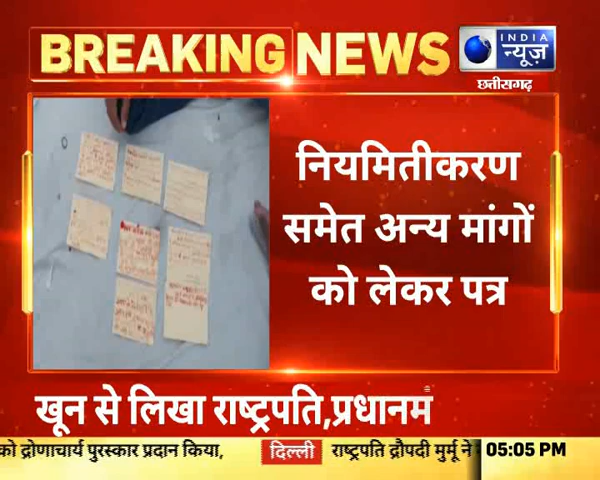 BREAKING NEWS
INDIA
न्यूज़
छत्तीसगढ़
नियमितीकरण
समेत अन्य मांगों
को लेकर पत्र
खून से लिखा राष्ट्रपति,प्रधानम
को द्रोणाचार्य पुरस्कार प्रदान किया, दिल्ली राष्ट्रपति द्रौपदी मुर्मू ने 05:05 PM